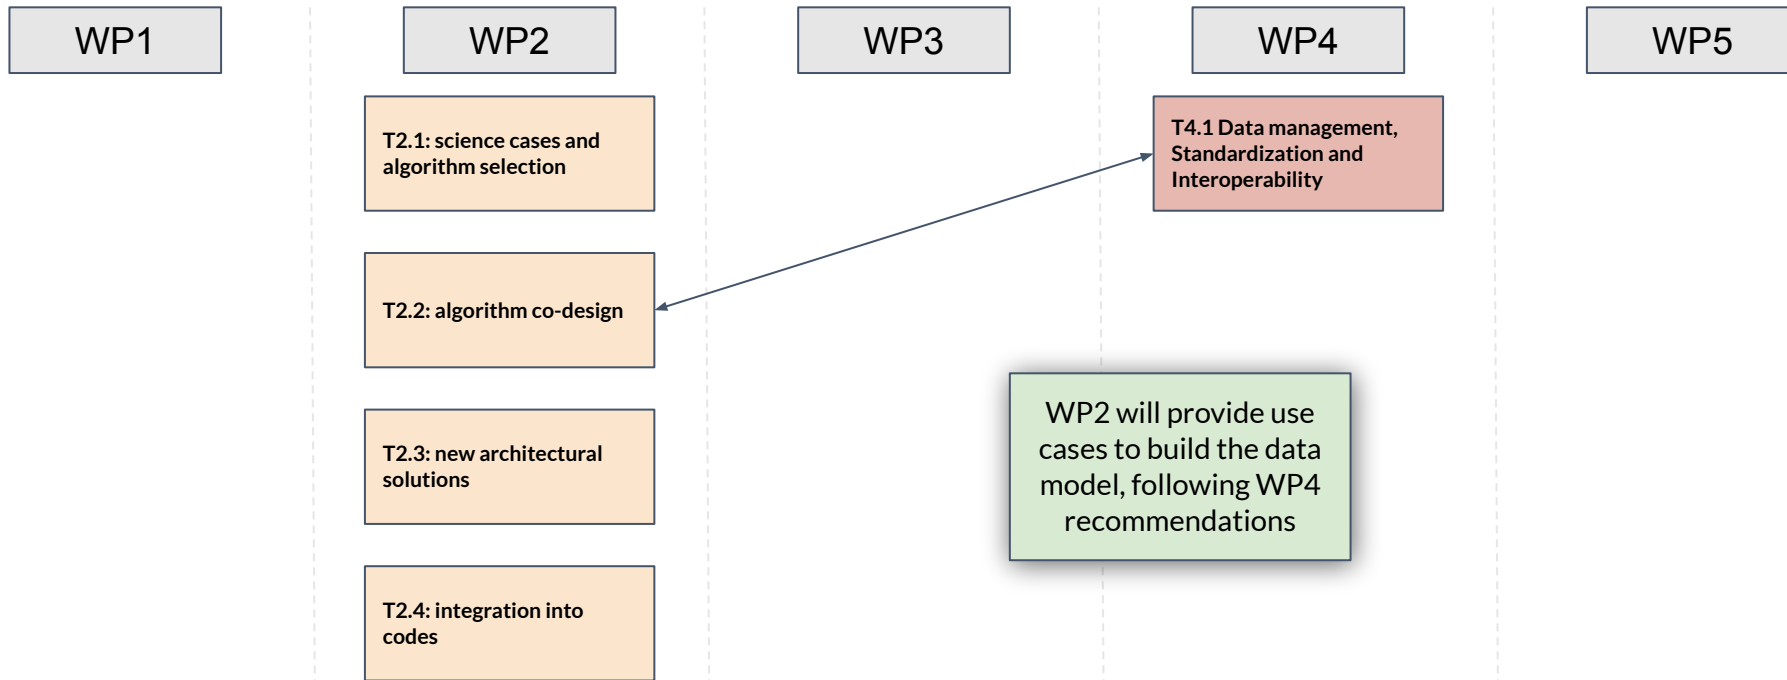 WP1
WP2
WP3
WP4
WP5
T2.1: science cases and
algorithm selection
T4.1 Data management,
Standardization and
Interoperability
T2.2: algorithm co-design
WP2 will provide use
cases to build the data
model, following WP4
recommendations
T2.3: new architectural
solutions
T2.4: integration into
codes